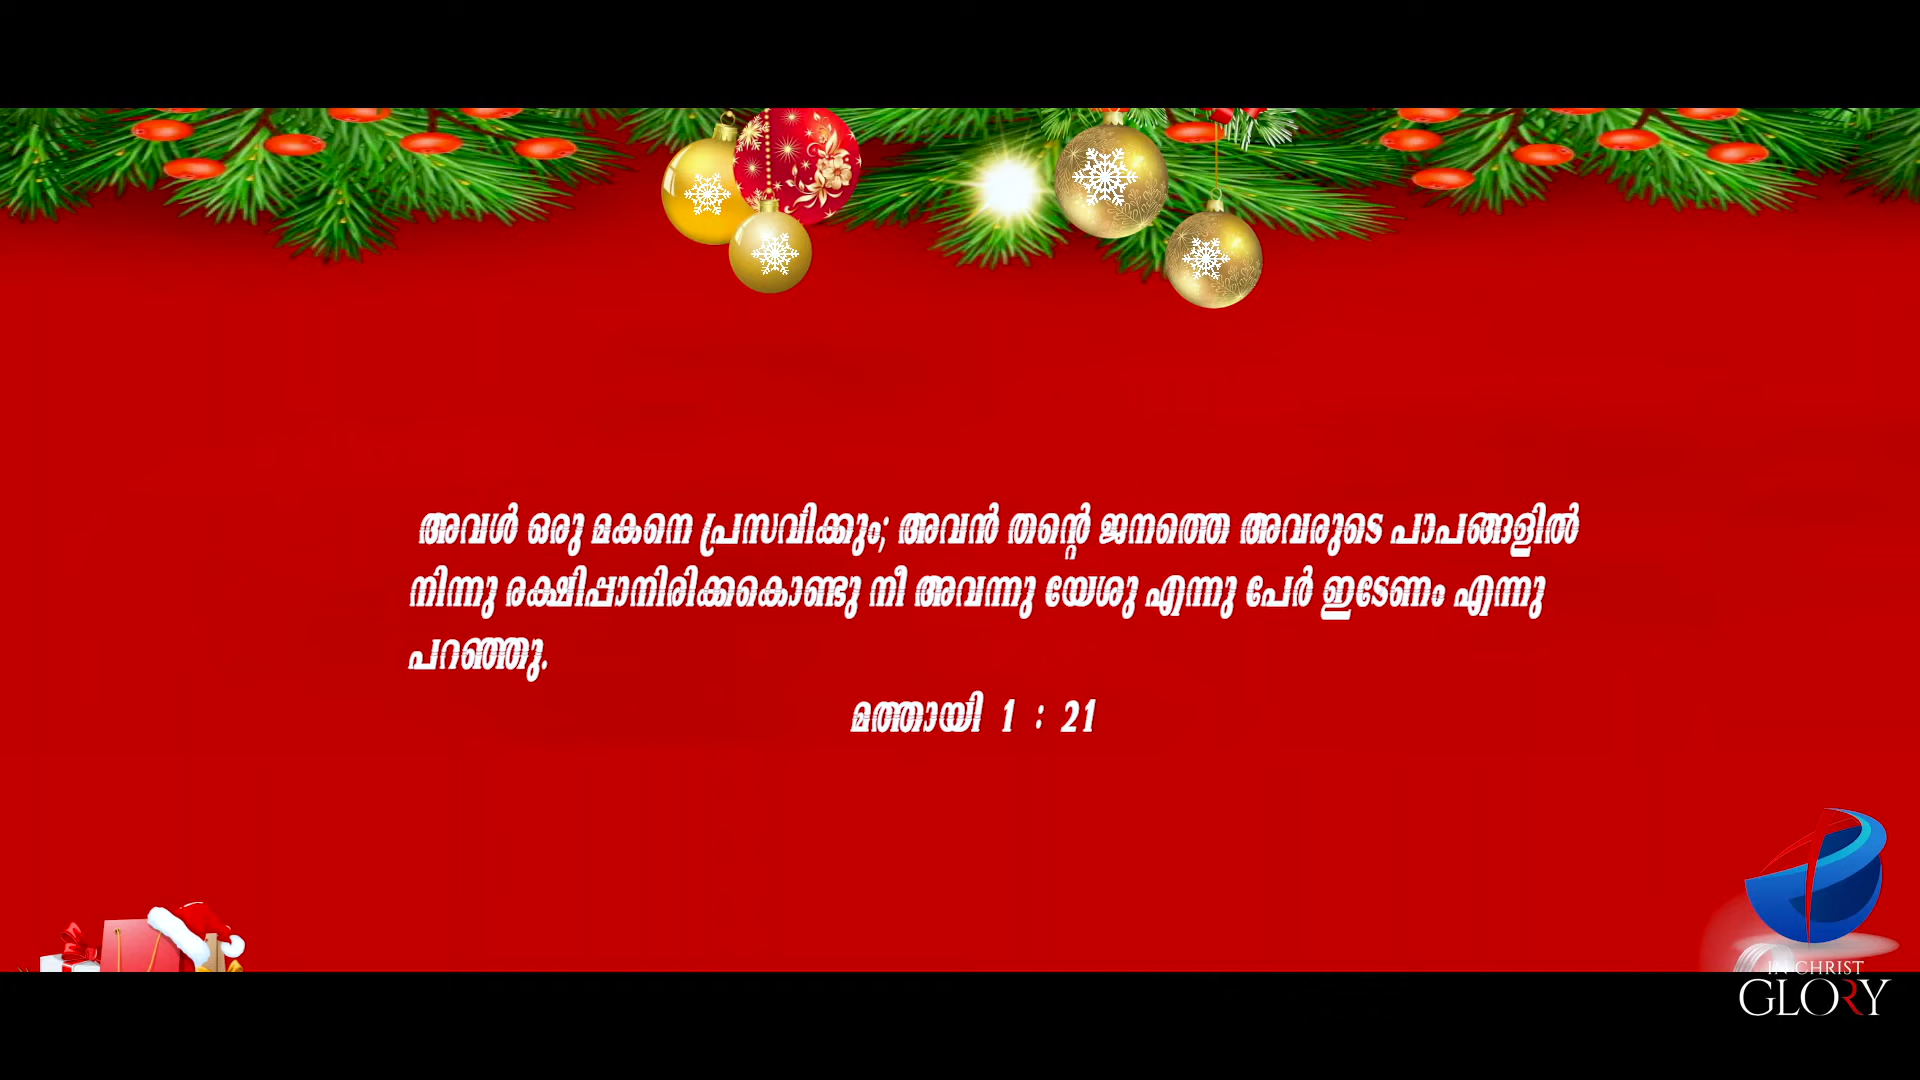 അവൾ ഒരു മകനെ പ്രസവിക്കും; അവൻ തന്റെ ജനത്തെ അവരുടെ പാപങ്ങളിൽ
നിന്നു രക്ഷിപ്പാനിരിക്കകൊണ്ടു നീ അവന്നു യേശു എന്നു പേർ ഇടേണം എന്നു
പറഞ്ഞു.
മത്തായി 1 : 21
IN CHRIST
GLORY